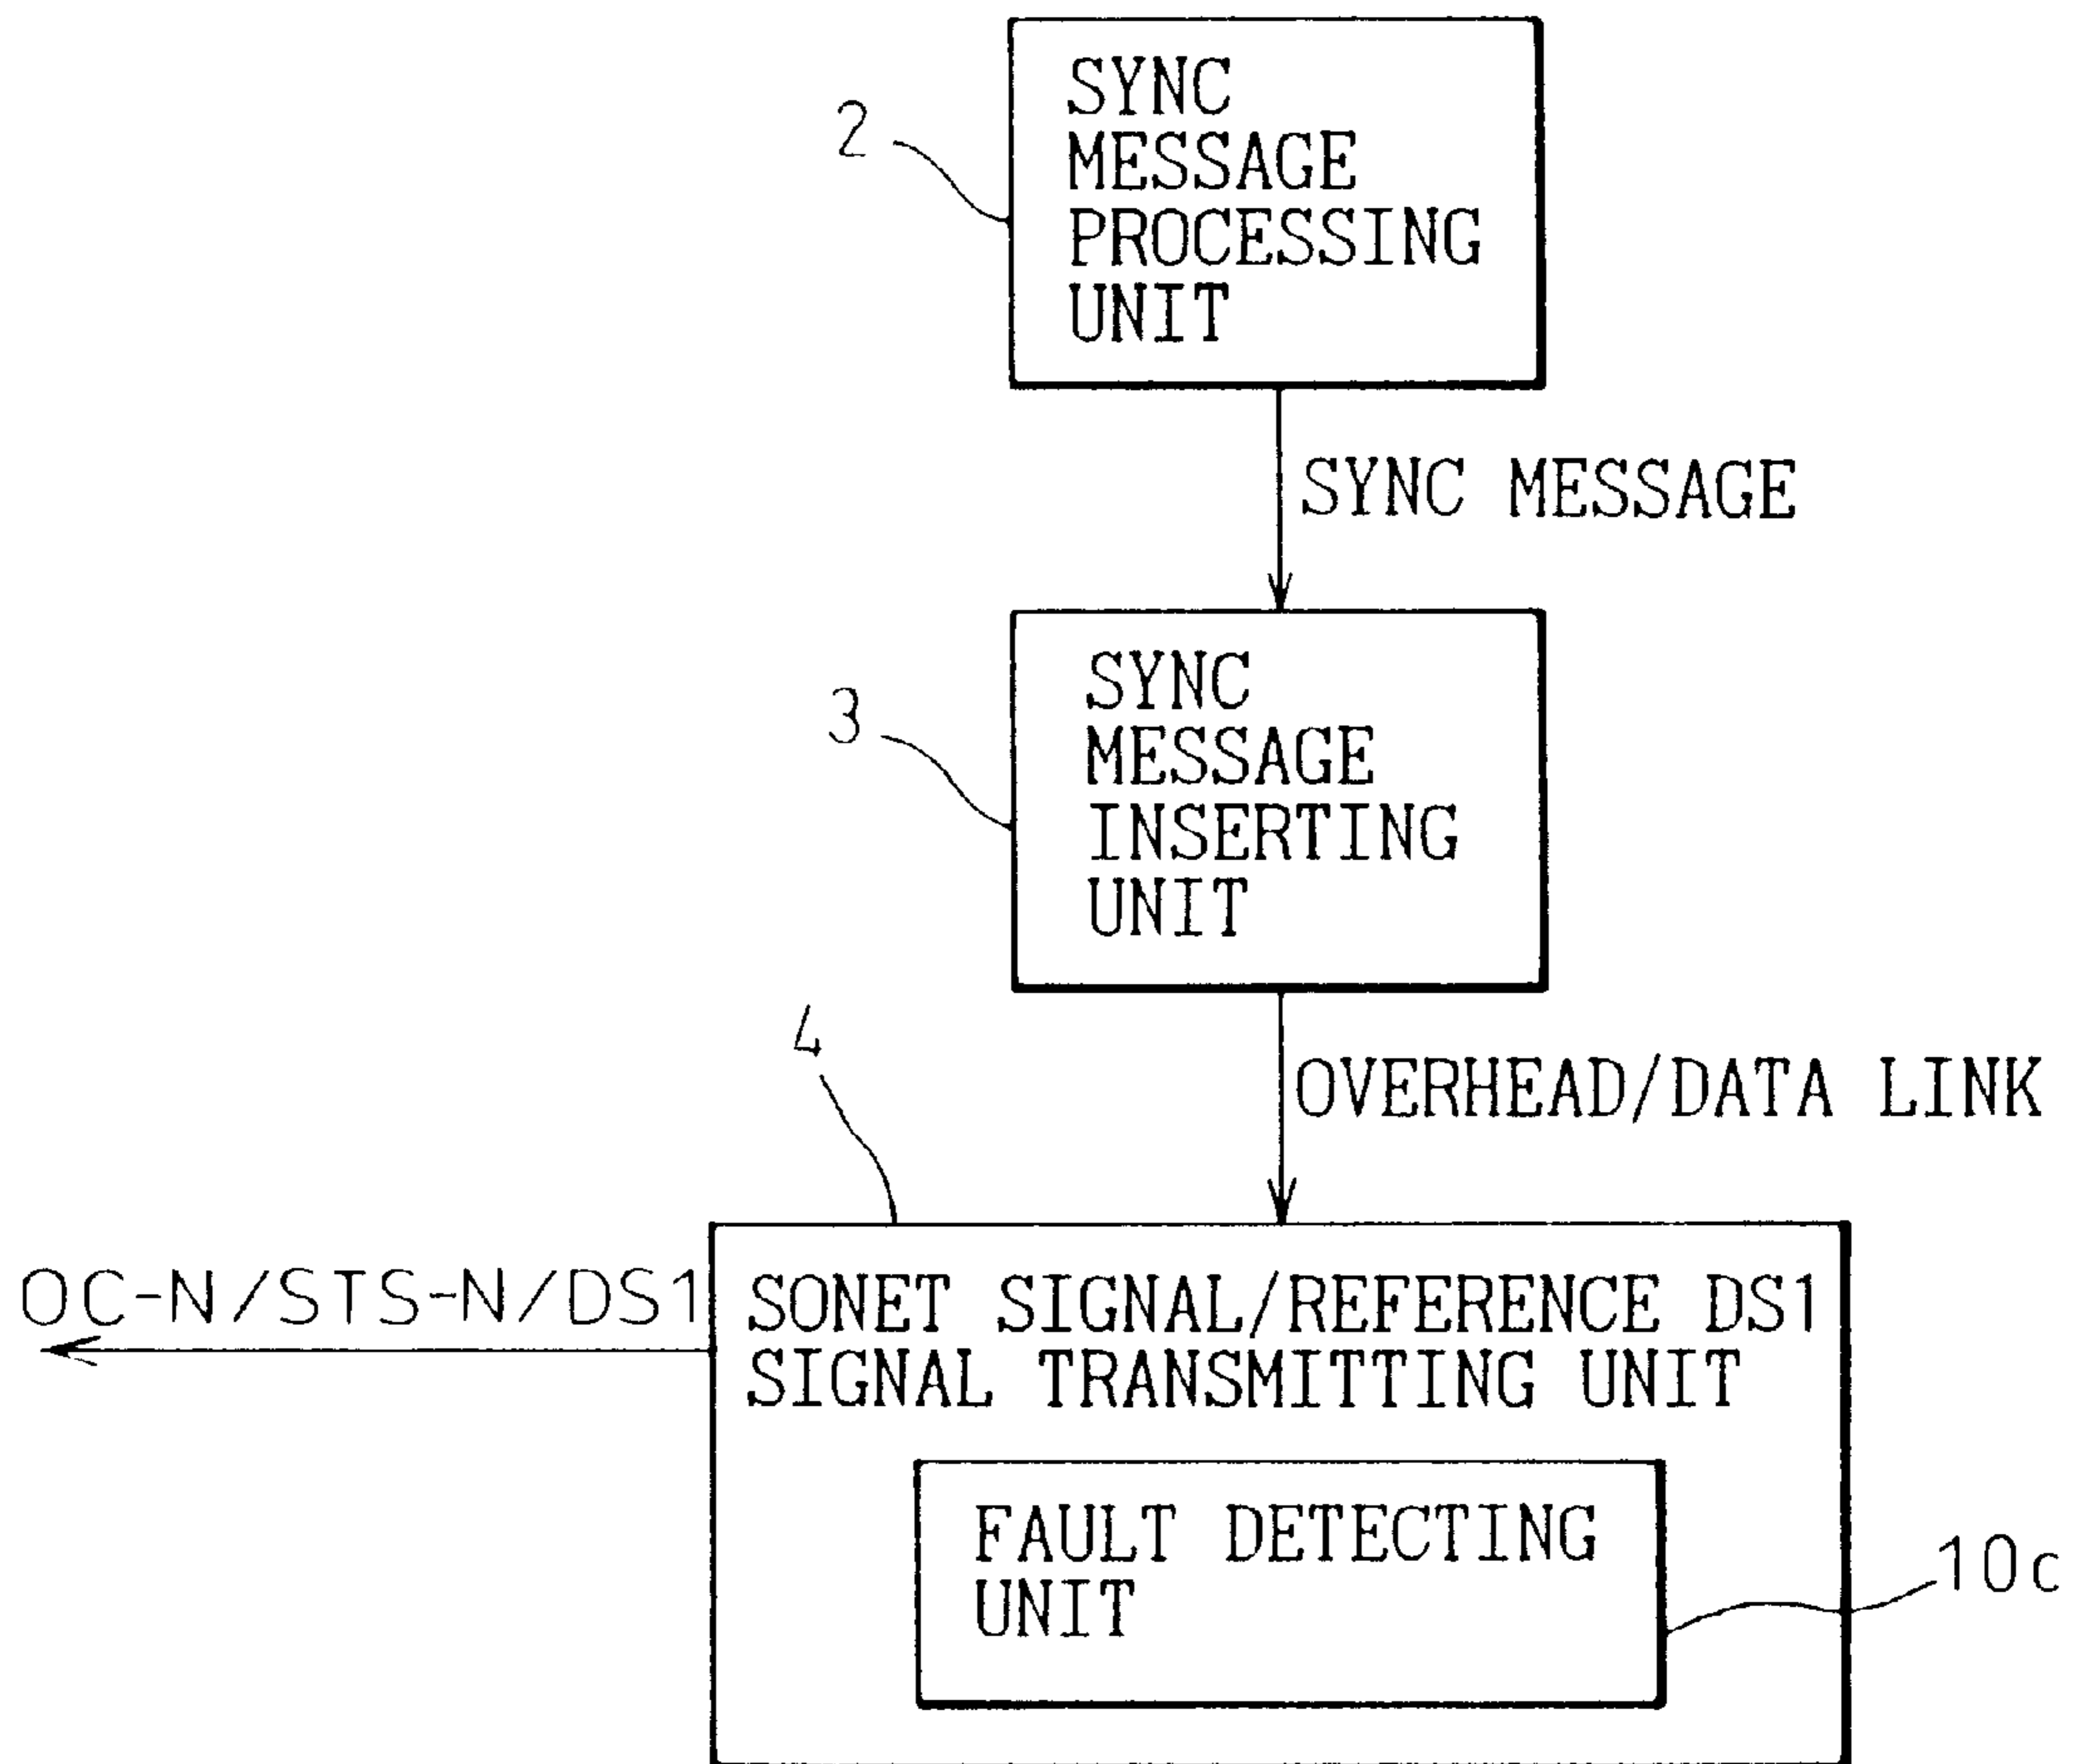 2
SYNC
MESSAGE
PROCESSING
UNIT
SYNC MESSAGE
3
SYNC
MESSAGE
INSERTING
UNIT
4
OVERHEAD/DATA LINK
OC-N/STS-N/DS1
SONET SIGNAL/REFERENCE DS1
SIGNAL TRANSMITTING UNIT
FAULT DETECTING
UNIT
10c